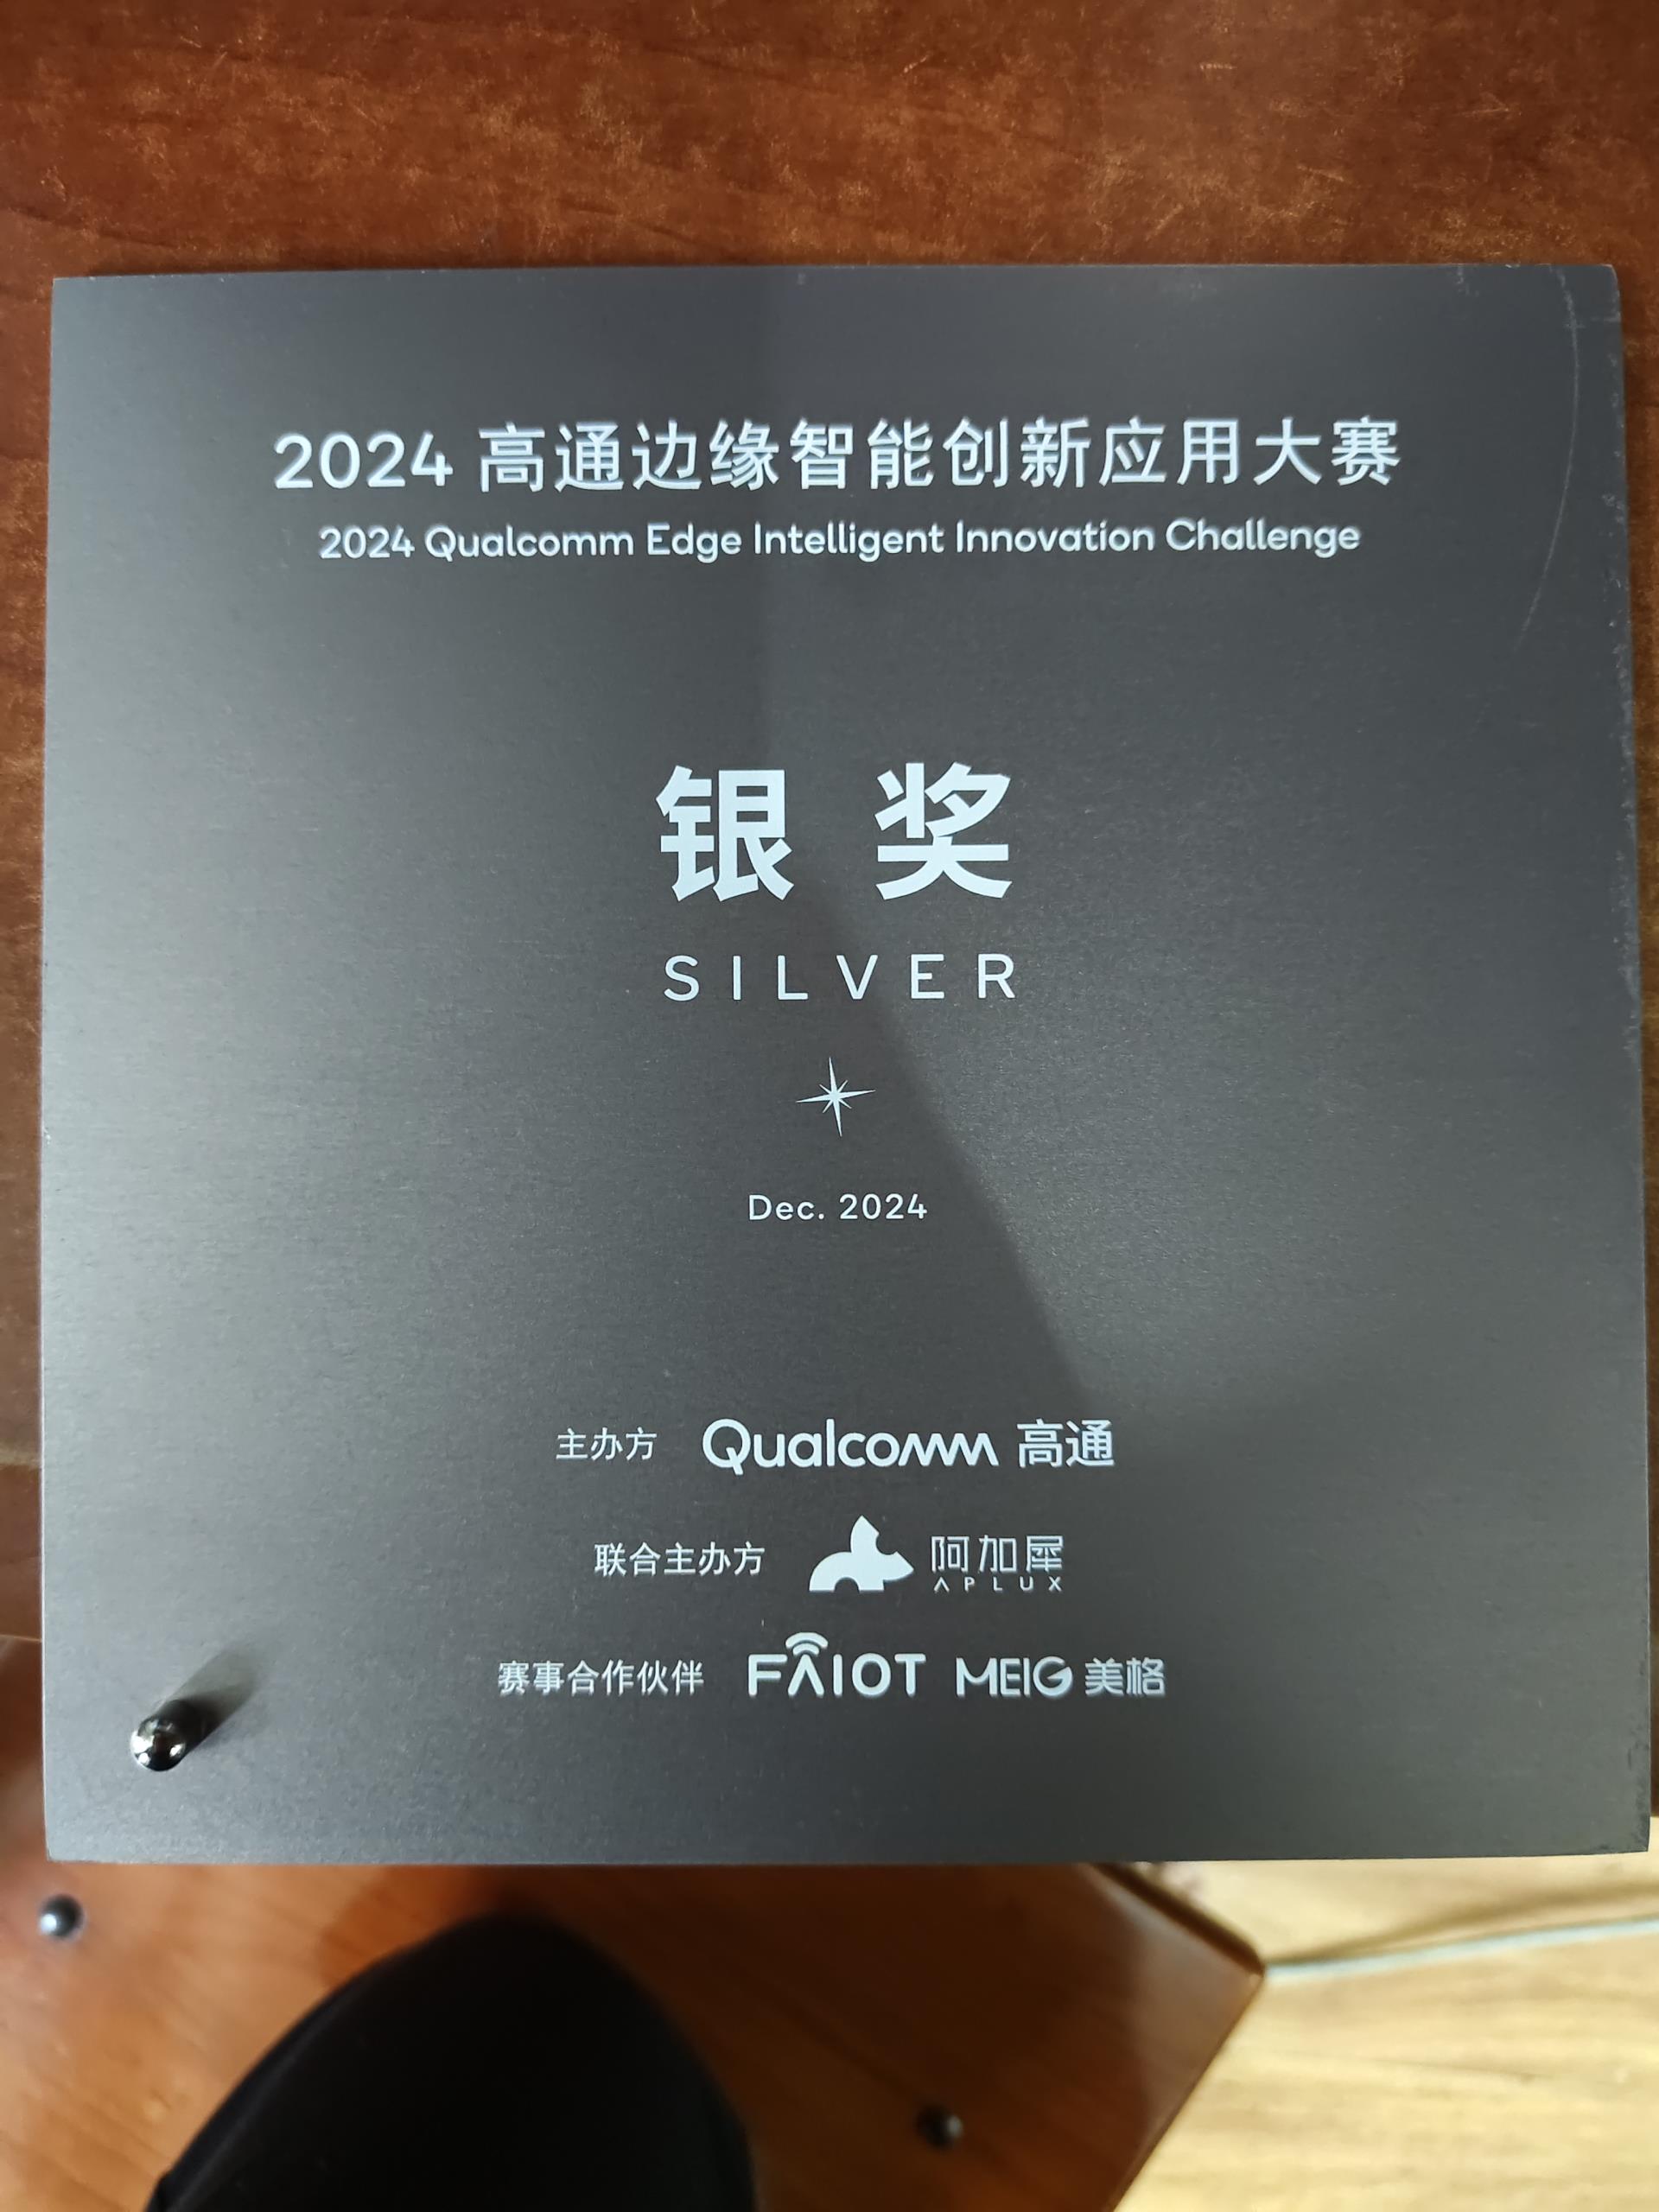 2024 高通边缘智能创新应用大赛
2024 Qualcomm Edge Intelligent Innovation Challenge
银奖
SILVER
Dec. 2024
主办方 Qualcomm 高通
联合主办方 阿加犀
APLUX
赛事合作伙伴 FAIOT MEIG 美格